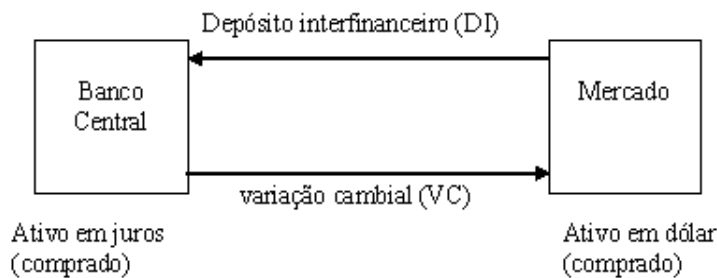 Depósito interfinanceiro (DI)
Banco
Central
Mercado
variação cambial (VC)
Ativo em juros
(comprado)
Ativo em dólar
(comprado)